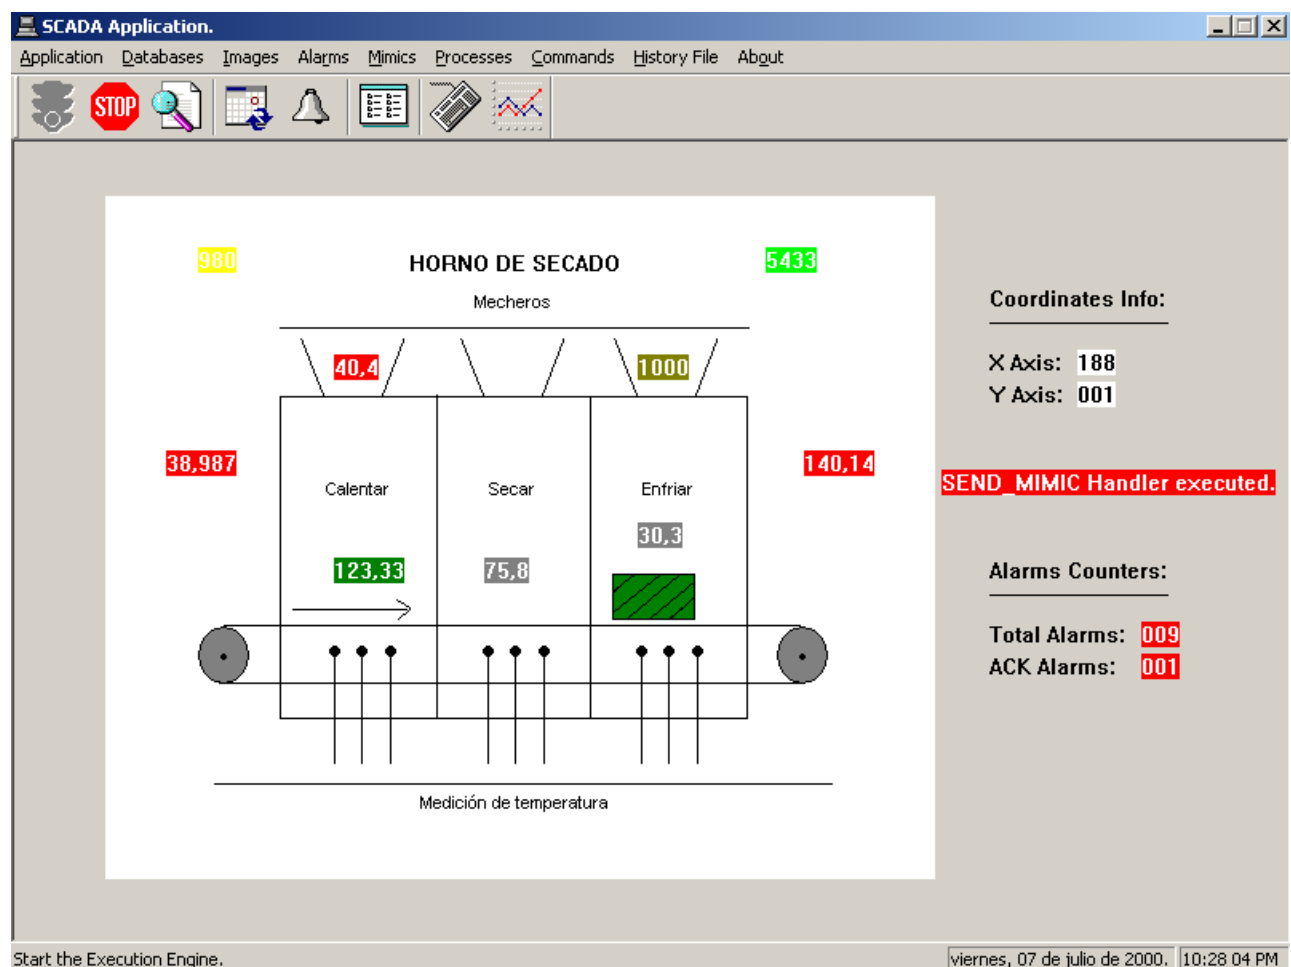 SCADA Application.
Application Databases Images Alarms Mimics Processes Commands History File About
STOP
980 HORNO DE SECADO 5433
Mecheros
40,4 1000
38,987 140,14
Calentar Secar Enfriar
30,3
123,33 75,8
Medición de temperatura
Coordinates Info:
X Axis: 188
Y Axis: 001
SEND_MIMIC Handler executed.
Alarms Counters:
Total Alarms: 009
ACK Alarms: 001
Start the Execution Engine. viernes, 07 de julio de 2000. 10:28 04 PM